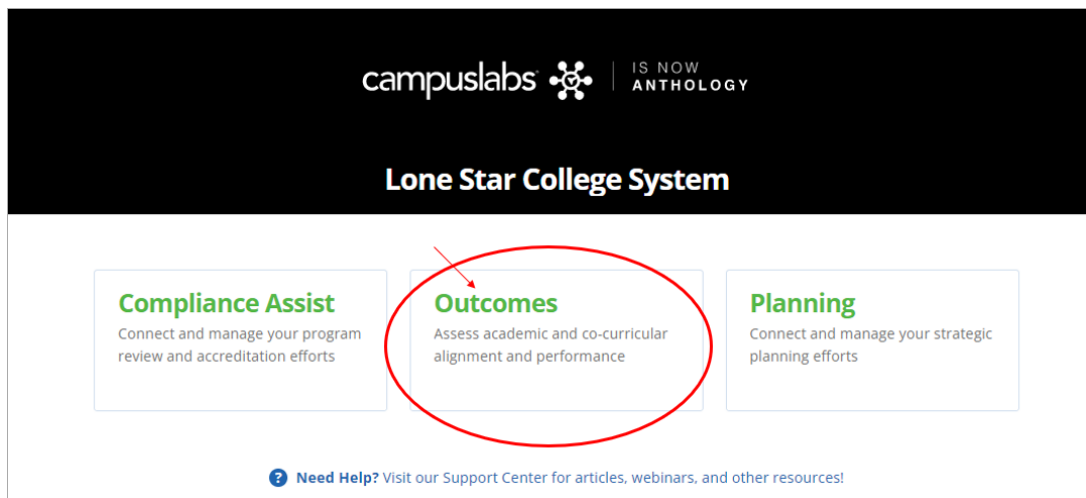 campuslabs IS NOW
ANTHOLOGY
Lone Star College System
Compliance Assist
Connect and manage your program
review and accreditation efforts
Outcomes
Assess academic and co-curricular
alignment and performance
Planning
Connect and manage your strategic
planning efforts
? Need Help? Visit our Support Center for articles, webinars, and other resources!